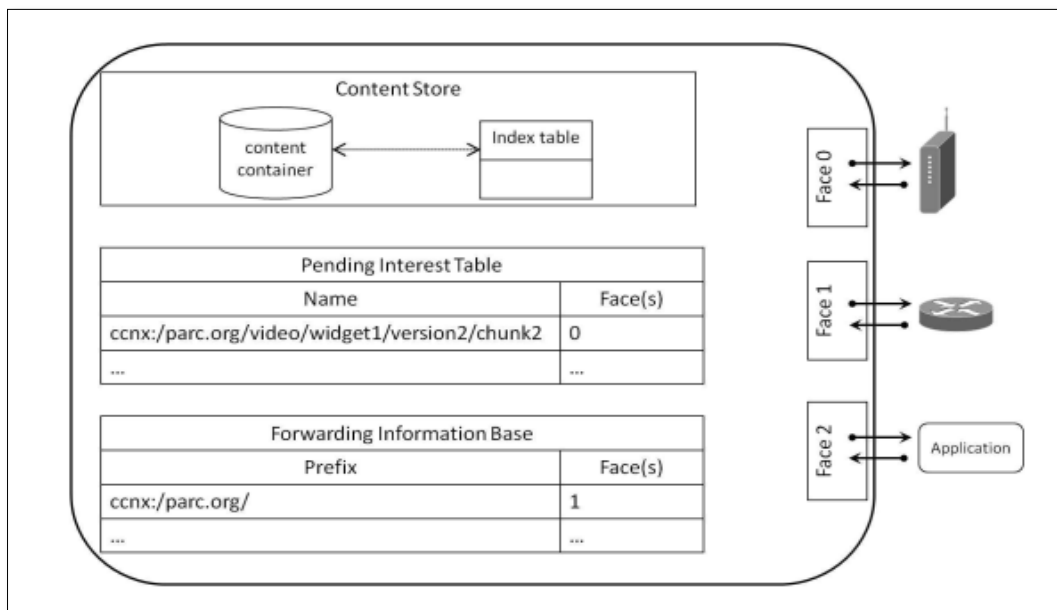 Content Store
content
container
Index table
Pending Interest Table
Name Face(s)
ccnx:/parc.org/video/widget1/version2/chunk2 0
... ...
Forwarding Information Base
Prefix Face(s)
ccnx:/parc.org/ 1
... ...
Face 0
Face 1
Face 2
Application